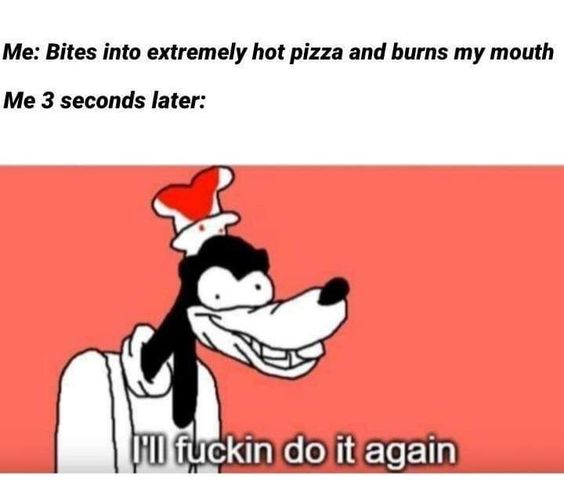 Me: Bites into extremely hot pizza and burns my mouth
Me 3 seconds later:
I'll fuckin do it again